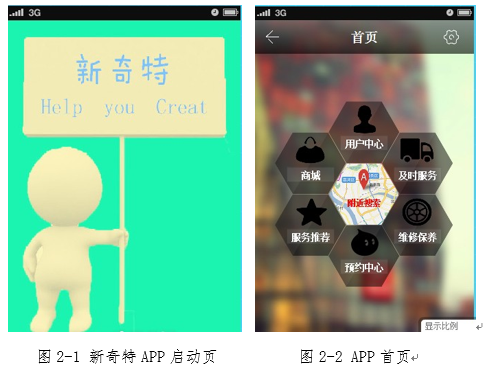 3G
新奇特
Help you Great
3G
首页
用户中心
商城
及时服务
A
附近搜索
服务推荐
维修保养
预约中心
显示比例
图 2-1 新奇特 APP 启动页
图 2-2 APP 首页